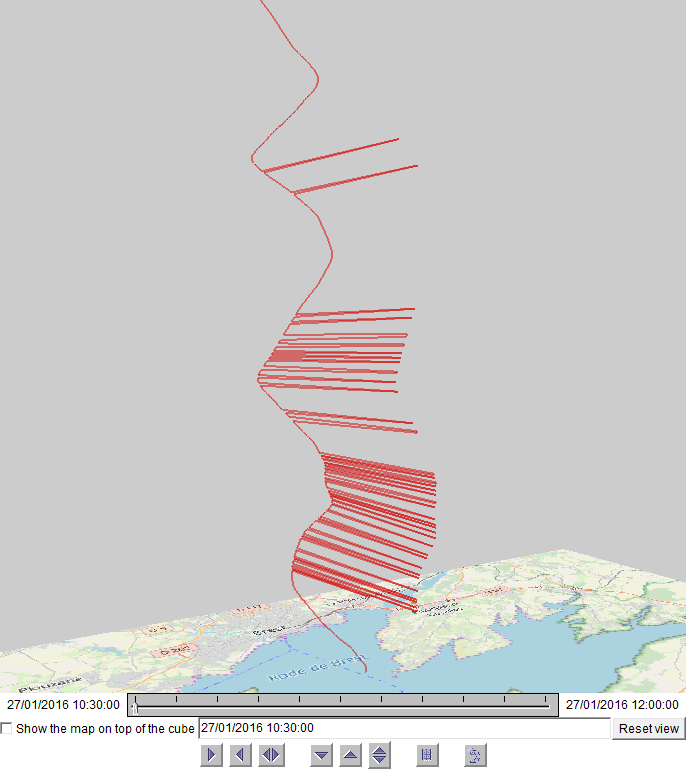 Brest
Rade de Brest
Plouzané
27/01/2016 10:30:00
27/01/2016 12:00:00
Show the map on top of the cube
27/01/2016 10:30:00
Reset view